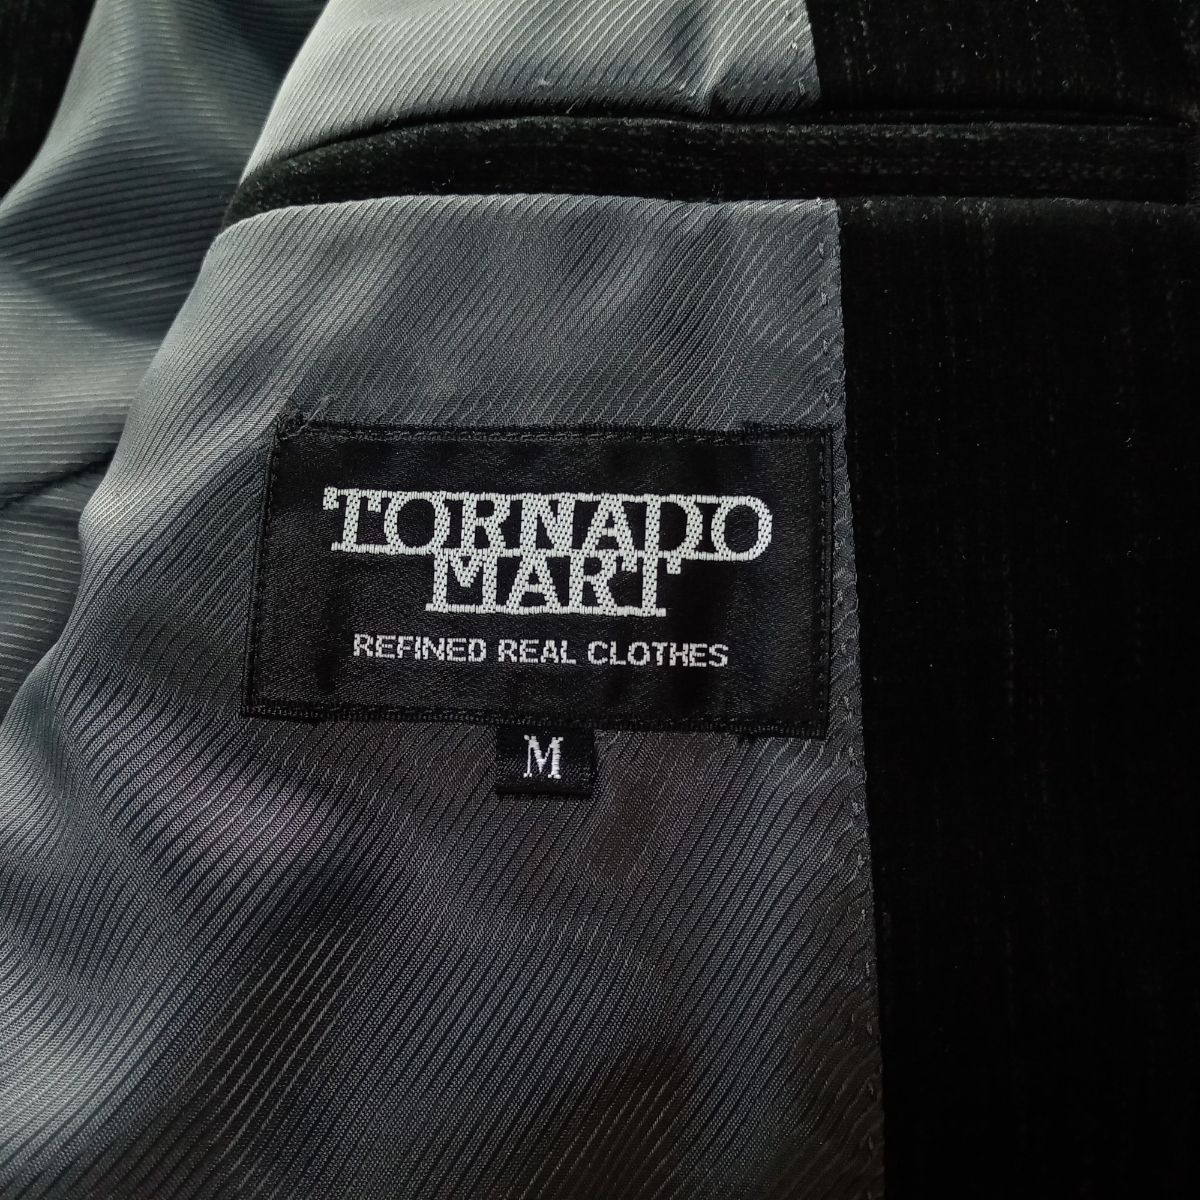 TORNADO
MART
REFINED REAL CLOTHES
M